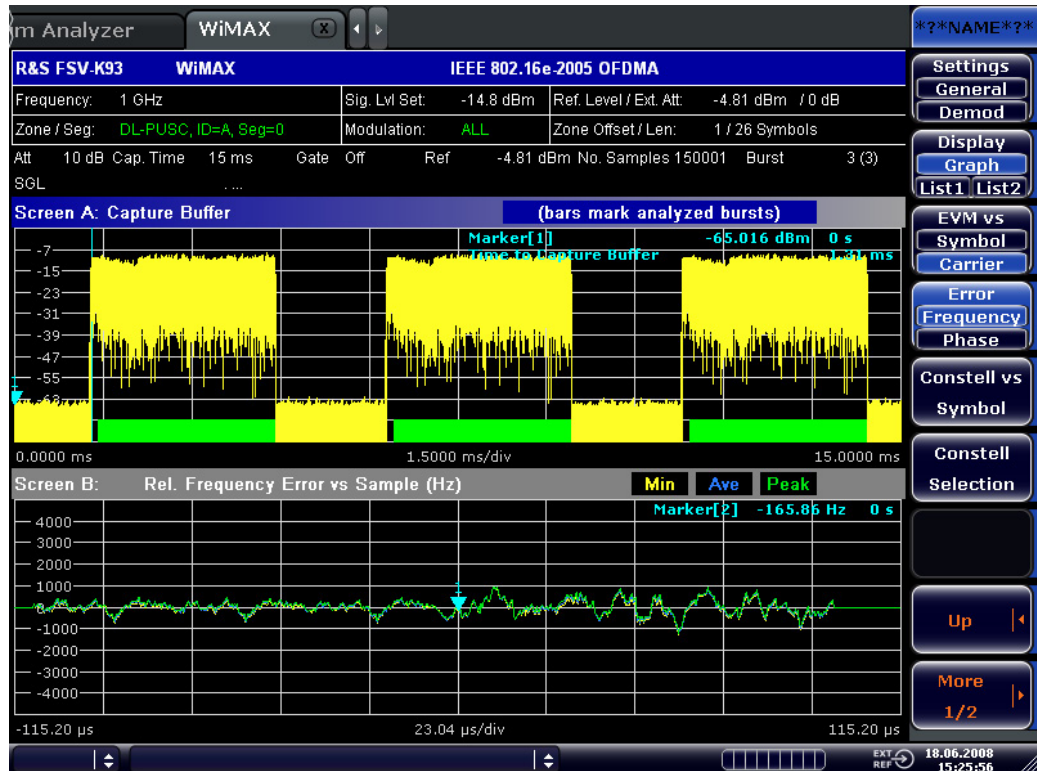 m Analyzer WiMAX X
*?*NAME*?*
R&S FSV-K93 WiMAX IEEE 802.16e-2005 OFDMA
Frequency: 1 GHz Sig. Lvl Set: -14.8 dBm Ref. Level / Ext. Att: -4.81 dBm / 0 dB
Zone / Seg: DL-PUSC, ID=A, Seg=0 Modulation: ALL Zone Offset / Len: 1 / 26 Symbols
Att 10 dB Cap. Time 15 ms Gate Off Ref -4.81 dBm No. Samples 150001 Burst 3 (3)
SGL . ...
Screen A: Capture Buffer (bars mark analyzed bursts)
Marker[1] -65.016 dBm 0 s
Time to Capture Buffer 1.31 ms
-7
-15
-23
-31
-39
-47
-55
-63
1
0.0000 ms 1.5000 ms/div 15.0000 ms
Screen B: Rel. Frequency Error vs Sample (Hz) Min Ave Peak
Marker[2] -165.86 Hz 0 s
4000
3000
2000
1000
1
-1000
-2000
-3000
-4000
-115.20 µs 23.04 µs/div 115.20 µs
Settings
General
Demod
Display
Graph
List1 List2
EVM vs
Symbol
Carrier
Error
Frequency
Phase
Constell vs
Symbol
Constell
Selection
Up
More
1/2
EXT REF 18.06.2008
15:25:56